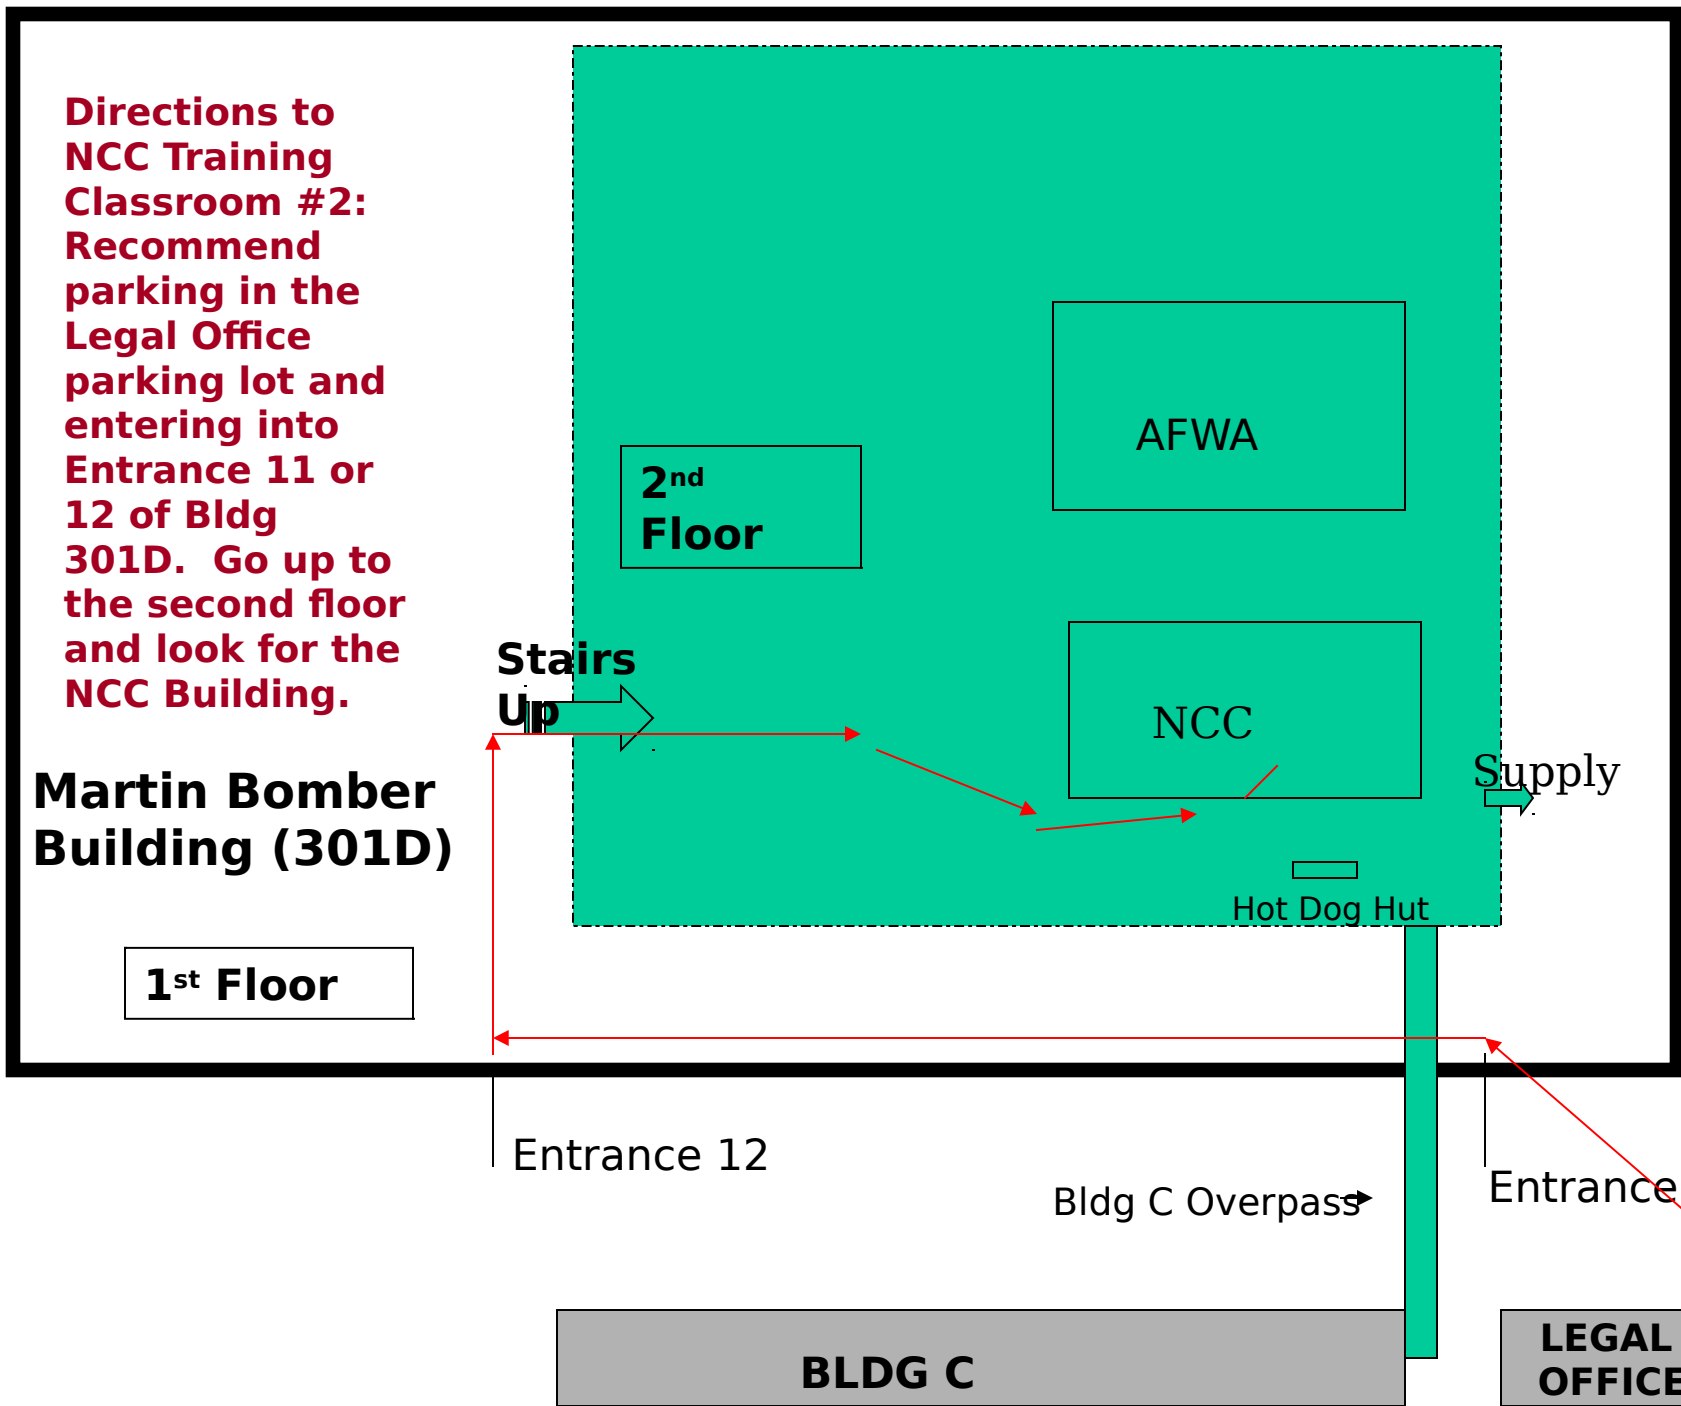 Directions to
NCC Training
Classroom #2:
Recommend
parking in the
Legal Office
parking lot and
entering into
Entrance 11 or
12 of Bldg
301D.  Go up to
the second floor
and look for the
NCC Building.
AFWA
2nd
Floor
Stairs
Up
NCC
Supply
Martin Bomber
Building (301D)
Hot Dog Hut
1st Floor
Entrance 12
Entrance
Bldg C Overpass
BLDG C
LEGAL
OFFICE